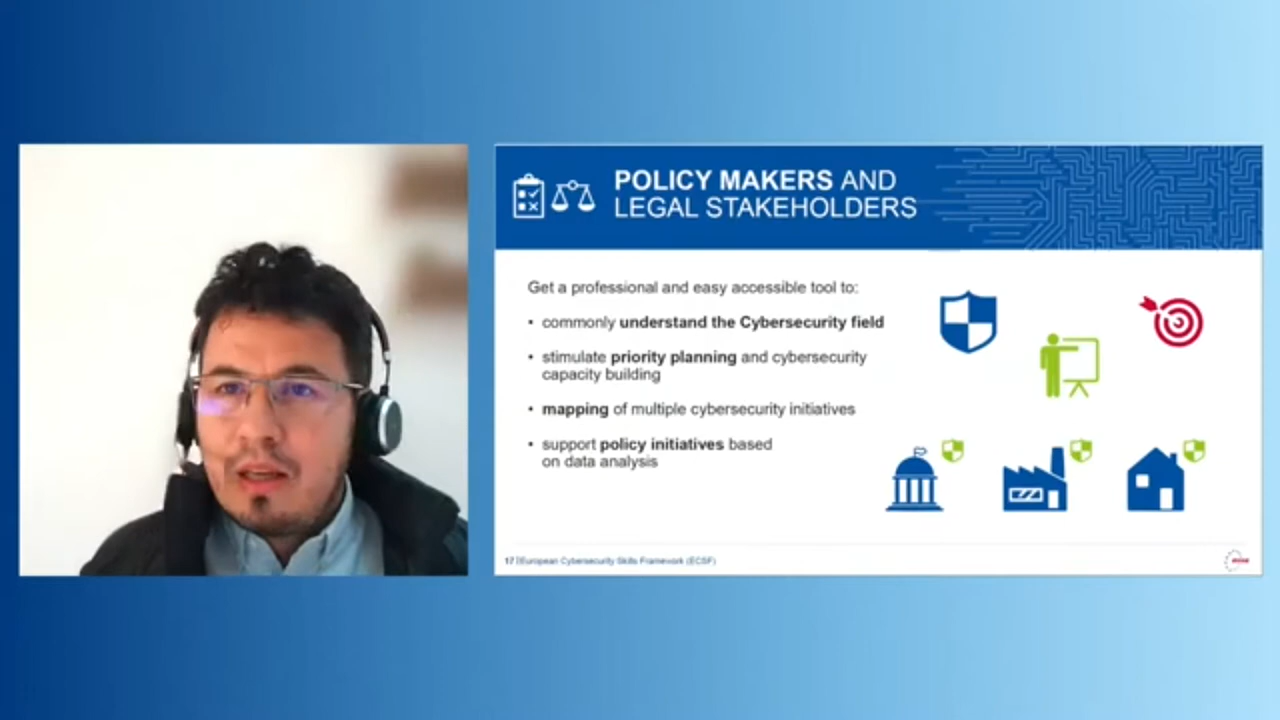 POLICY MAKERS AND
LEGAL STAKEHOLDERS
Get a professional and easy accessible tool to:
• commonly understand the Cybersecurity field
• stimulate priority planning and cybersecurity
capacity building
• mapping of multiple cybersecurity initiatives
• support policy initiatives based
on data analysis
17 | European Cybersecurity Skills Framework (ECSF)